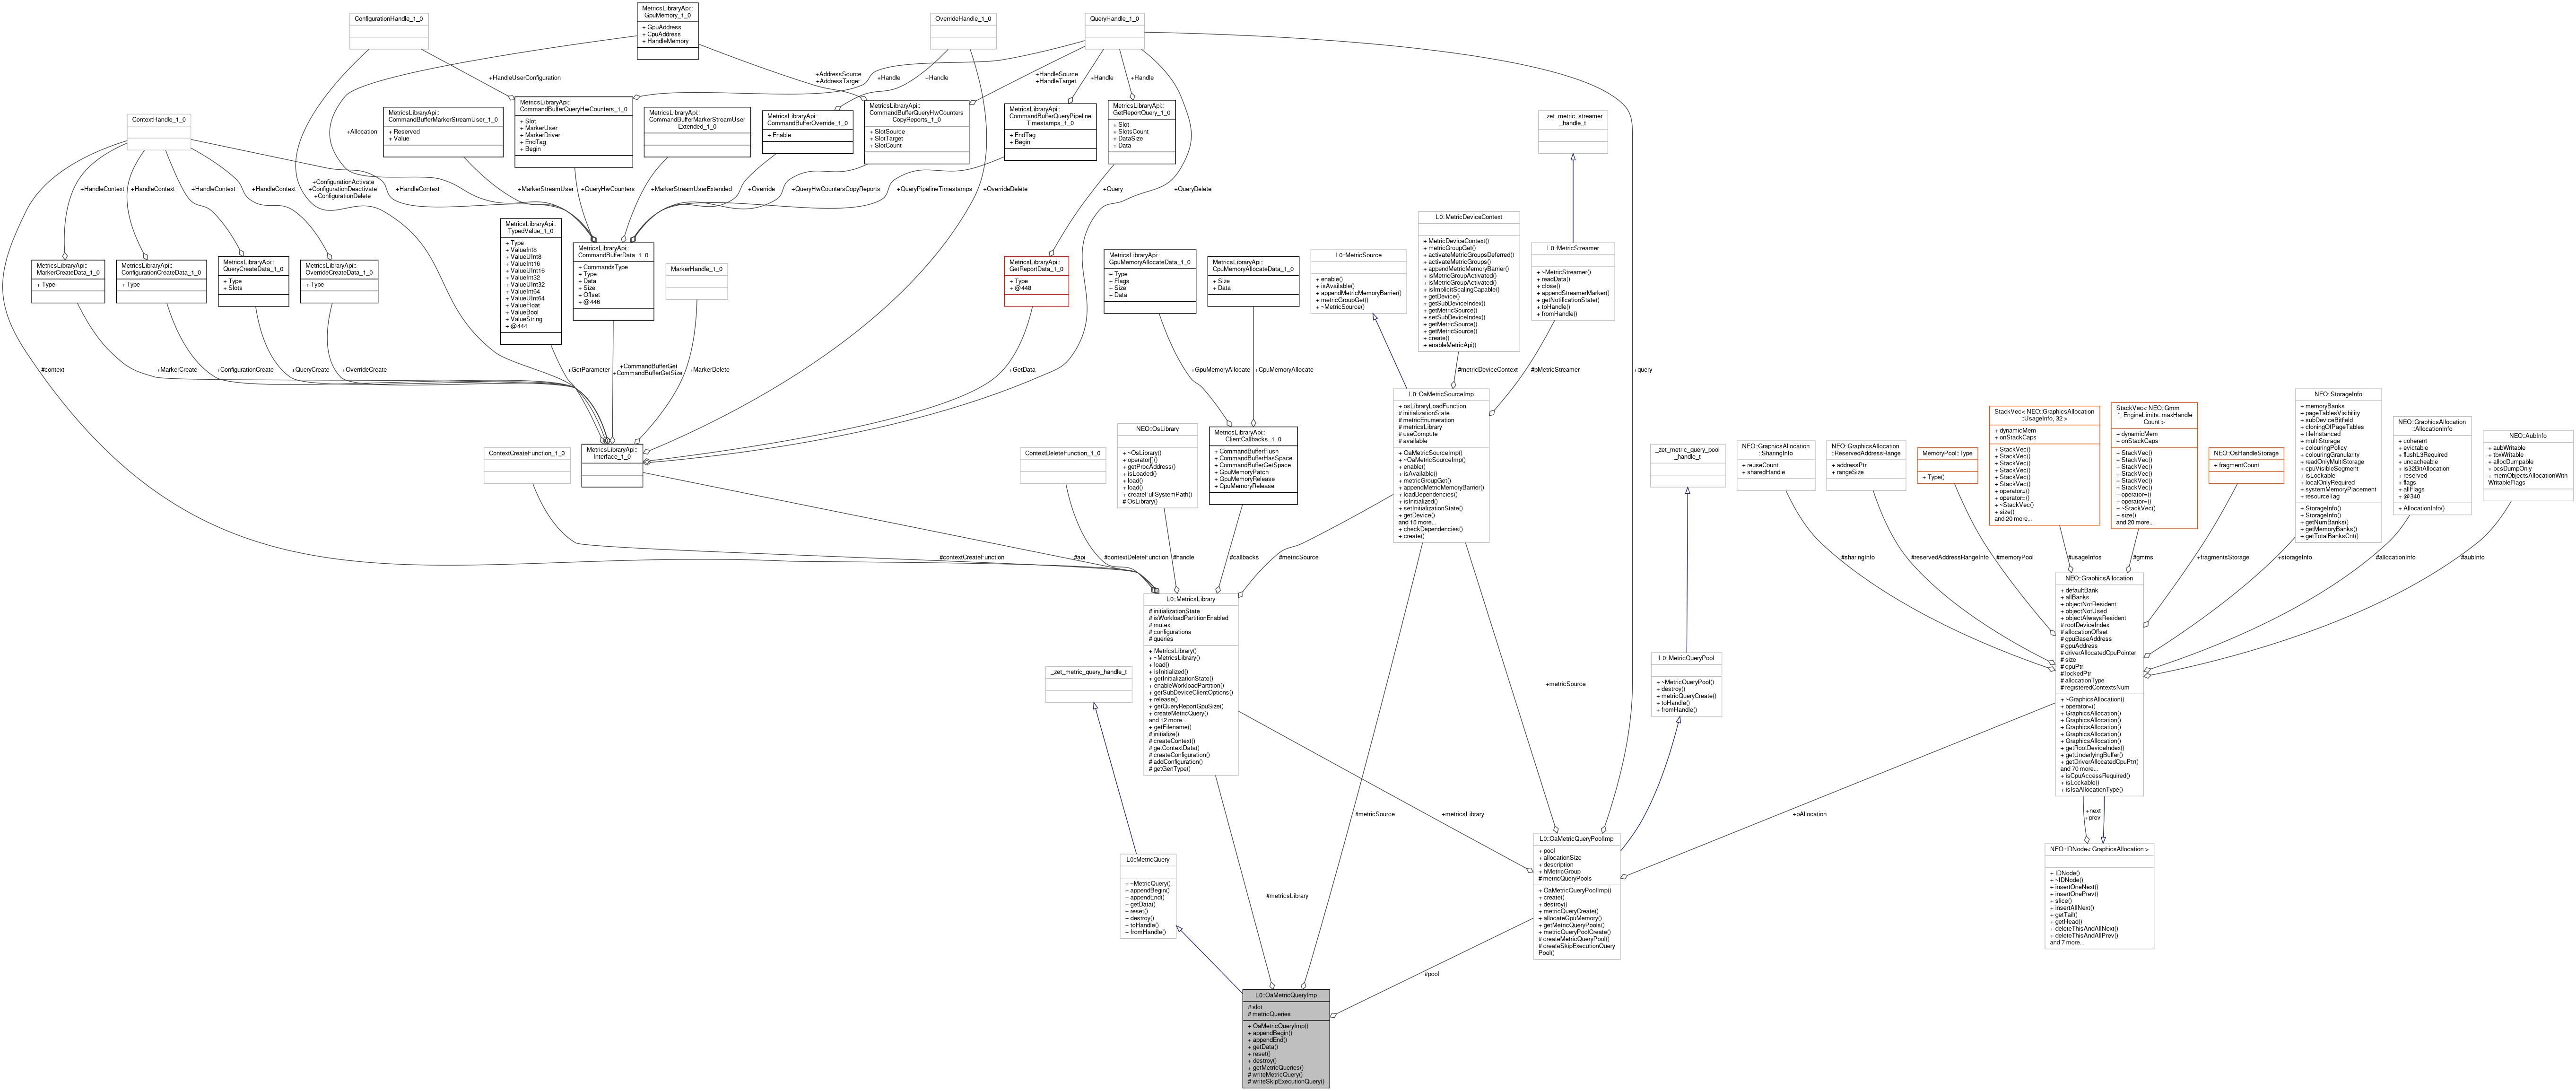 ConfigurationHandle_1_0
MetricsLibraryApi::
GpuMemory_1_0
+ GpuAddress
+ CpuAddress
+ HandleMemory
OverrideHandle_1_0
QueryHandle_1_0
+HandleUserConfiguration
+AddressSource
+AddressTarget
+Handle
+Handle
+HandleSource
+HandleTarget
+Handle
+Handle
ContextHandle_1_0
+Allocation
MetricsLibraryApi::
CommandBufferMarkerStreamUser_1_0
+ Reserved
+ Value
MetricsLibraryApi::
CommandBufferQueryHwCounters_1_0
+ Slot
+ MarkerUser
+ MarkerDriver
+ EndTag
+ Begin
MetricsLibraryApi::
CommandBufferMarkerStreamUser
Extended_1_0
MetricsLibraryApi::
CommandBufferOverride_1_0
+ Enable
MetricsLibraryApi::
CommandBufferQueryHwCounters
CopyReports_1_0
+ SlotSource
+ SlotTarget
+ SlotCount
MetricsLibraryApi::
CommandBufferQueryPipeline
Timestamps_1_0
+ EndTag
+ Begin
MetricsLibraryApi::
GetReportQuery_1_0
+ Slot
+ SlotsCount
+ DataSize
+ Data
_zet_metric_streamer
_handle_t
+HandleContext
+HandleContext
+HandleContext
+HandleContext
+ConfigurationActivate
+ConfigurationDeactivate
+ConfigurationDelete
+HandleContext
+MarkerStreamUser
+QueryHwCounters
+MarkerStreamUserExtended
+Override
+QueryHwCountersCopyReports
+QueryPipelineTimestamps
+OverrideDelete
+Query
+QueryDelete
MetricsLibraryApi::
MarkerCreateData_1_0
+ Type
MetricsLibraryApi::
ConfigurationCreateData_1_0
+ Type
MetricsLibraryApi::
QueryCreateData_1_0
+ Type
+ Slots
MetricsLibraryApi::
OverrideCreateData_1_0
+ Type
MetricsLibraryApi::
TypedValue_1_0
+ Type
+ ValueInt8
+ ValueUInt8
+ ValueInt16
+ ValueUInt16
+ ValueInt32
+ ValueUInt32
+ ValueInt64
+ ValueUInt64
+ ValueFloat
+ ValueBool
+ ValueString
+ @444
MetricsLibraryApi::
CommandBufferData_1_0
+ CommandsType
+ Type
+ Data
+ Size
+ Offset
+ @446
MarkerHandle_1_0
MetricsLibraryApi::
GetReportData_1_0
+ Type
+ @448
MetricsLibraryApi::
GpuMemoryAllocateData_1_0
+ Type
+ Flags
+ Size
+ Data
MetricsLibraryApi::
CpuMemoryAllocateData_1_0
+ Size
+ Data
L0::MetricSource
+ enable()
+ isAvailable()
+ appendMetricMemoryBarrier()
+ metricGroupGet()
+ ~MetricSource()
L0::MetricDeviceContext
+ MetricDeviceContext()
+ metricGroupGet()
+ activateMetricGroupsDeferred()
+ activateMetricGroups()
+ appendMetricMemoryBarrier()
+ isMetricGroupActivated()
+ isMetricGroupActivated()
+ isImplicitScalingCapable()
+ getDevice()
+ getSubDeviceIndex()
+ getMetricSource()
+ setSubDeviceIndex()
+ getMetricSource()
+ getMetricSource()
+ create()
+ enableMetricApi()
L0::MetricStreamer
+ ~MetricStreamer()
+ readData()
+ close()
+ appendStreamerMarker()
+ getNotificationState()
+ toHandle()
+ fromHandle()
#context
+MarkerCreate
+ConfigurationCreate
+QueryCreate
+OverrideCreate
+GetParameter
+CommandBufferGet
+CommandBufferGetSize
+MarkerDelete
+GetData
+GpuMemoryAllocate
+CpuMemoryAllocate
#metricDeviceContext
#pMetricStreamer
+query
ContextCreateFunction_1_0
MetricsLibraryApi::
Interface_1_0
ContextDeleteFunction_1_0
NEO::OsLibrary
+ ~OsLibrary()
+ operator[]()
+ getProcAddress()
+ isLoaded()
+ load()
+ load()
+ createFullSystemPath()
# OsLibrary()
MetricsLibraryApi::
ClientCallbacks_1_0
+ CommandBufferFlush
+ CommandBufferHasSpace
+ CommandBufferGetSpace
+ GpuMemoryPatch
+ GpuMemoryRelease
+ CpuMemoryRelease
L0::OaMetricSourceImp
+ osLibraryLoadFunction
# initializationState
# metricEnumeration
# metricsLibrary
# useCompute
# available
+ OaMetricSourceImp()
+ ~OaMetricSourceImp()
+ enable()
+ isAvailable()
+ metricGroupGet()
+ appendMetricMemoryBarrier()
+ loadDependencies()
+ isInitialized()
+ setInitializationState()
+ getDevice()
and 15 more...
+ checkDependencies()
+ create()
_zet_metric_query_pool
_handle_t
NEO::GraphicsAllocation
::SharingInfo
+ reuseCount
+ sharedHandle
NEO::GraphicsAllocation
::ReservedAddressRange
+ addressPtr
+ rangeSize
MemoryPool::Type
+ Type()
StackVec< NEO::GraphicsAllocation
::UsageInfo, 32 >
+ dynamicMem
+ onStackCaps
+ StackVec()
+ StackVec()
+ StackVec()
+ StackVec()
+ StackVec()
+ StackVec()
+ operator=()
+ operator=()
+ ~StackVec()
+ size()
and 20 more...
StackVec< NEO::Gmm
*, EngineLimits::maxHandle
Count >
+ dynamicMem
+ onStackCaps
+ StackVec()
+ StackVec()
+ StackVec()
+ StackVec()
+ StackVec()
+ StackVec()
+ operator=()
+ operator=()
+ ~StackVec()
+ size()
and 20 more...
NEO::OsHandleStorage
+ fragmentCount
NEO::StorageInfo
+ memoryBanks
+ pageTablesVisibility
+ subDeviceBitfield
+ cloningOfPageTables
+ tileInstanced
+ multiStorage
+ colouringPolicy
+ colouringGranularity
+ readOnlyMultiStorage
+ cpuVisibleSegment
+ isLockable
+ localOnlyRequired
+ systemMemoryPlacement
+ resourceTag
+ StorageInfo()
+ StorageInfo()
+ getNumBanks()
+ getMemoryBanks()
+ getTotalBanksCnt()
NEO::GraphicsAllocation
::AllocationInfo
+ coherent
+ evictable
+ flushL3Required
+ uncacheable
+ is32BitAllocation
+ reserved
+ flags
+ allFlags
+ @340
+ AllocationInfo()
NEO::AubInfo
+ aubWritable
+ tbxWritable
+ allocDumpable
+ bcsDumpOnly
+ memObjectsAllocationWith
WritableFlags
#contextCreateFunction
#api
#contextDeleteFunction
#handle
#callbacks
#metricSource
#sharingInfo
#reservedAddressRangeInfo
#memoryPool
#usageInfos
#gmms
+fragmentsStorage
+storageInfo
#allocationInfo
#aubInfo
L0::MetricsLibrary
# initializationState
# isWorkloadPartitionEnabled
# mutex
# configurations
# queries
+ MetricsLibrary()
+ ~MetricsLibrary()
+ load()
+ isInitialized()
+ getInitializationState()
+ enableWorkloadPartition()
+ getSubDeviceClientOptions()
+ release()
+ getQueryReportGpuSize()
+ createMetricQuery()
and 12 more...
+ getFilename()
# initialize()
# createContext()
# getContextData()
# createConfiguration()
# addConfiguration()
# getGenType()
NEO::GraphicsAllocation
+ defaultBank
+ allBanks
+ objectNotResident
+ objectNotUsed
+ objectAlwaysResident
# rootDeviceIndex
# allocationOffset
# gpuBaseAddress
# gpuAddress
# driverAllocatedCpuPointer
# size
# cpuPtr
# lockedPtr
# allocationType
# registeredContextsNum
+ ~GraphicsAllocation()
+ operator=()
+ GraphicsAllocation()
+ GraphicsAllocation()
+ GraphicsAllocation()
+ GraphicsAllocation()
+ GraphicsAllocation()
+ getRootDeviceIndex()
+ getUnderlyingBuffer()
+ getDriverAllocatedCpuPtr()
and 70 more...
+ isCpuAccessRequired()
+ isLockable()
+ isIsaAllocationType()
_zet_metric_query_handle_t
+metricSource
L0::MetricQueryPool
+ ~MetricQueryPool()
+ destroy()
+ metricQueryCreate()
+ toHandle()
+ fromHandle()
#metricSource
+metricsLibrary
+pAllocation
+next
+prev
L0::MetricQuery
+ ~MetricQuery()
+ appendBegin()
+ appendEnd()
+ getData()
+ reset()
+ destroy()
+ toHandle()
+ fromHandle()
#metricsLibrary
L0::OaMetricQueryPoolImp
+ pool
+ allocationSize
+ description
+ hMetricGroup
# metricQueryPools
+ OaMetricQueryPoolImp()
+ create()
+ destroy()
+ metricQueryCreate()
+ allocateGpuMemory()
+ getMetricQueryPools()
+ metricQueryPoolCreate()
# createMetricQueryPool()
# createSkipExecutionQuery
Pool()
NEO::IDNode< GraphicsAllocation >
+ IDNode()
+ ~IDNode()
+ insertOneNext()
+ insertOnePrev()
+ slice()
+ insertAllNext()
+ getTail()
+ getHead()
+ deleteThisAndAllNext()
+ deleteThisAndAllPrev()
and 7 more...
#pool
L0::OaMetricQueryImp
# slot
# metricQueries
+ OaMetricQueryImp()
+ appendBegin()
+ appendEnd()
+ getData()
+ reset()
+ destroy()
+ getMetricQueries()
# writeMetricQuery()
# writeSkipExecutionQuery()